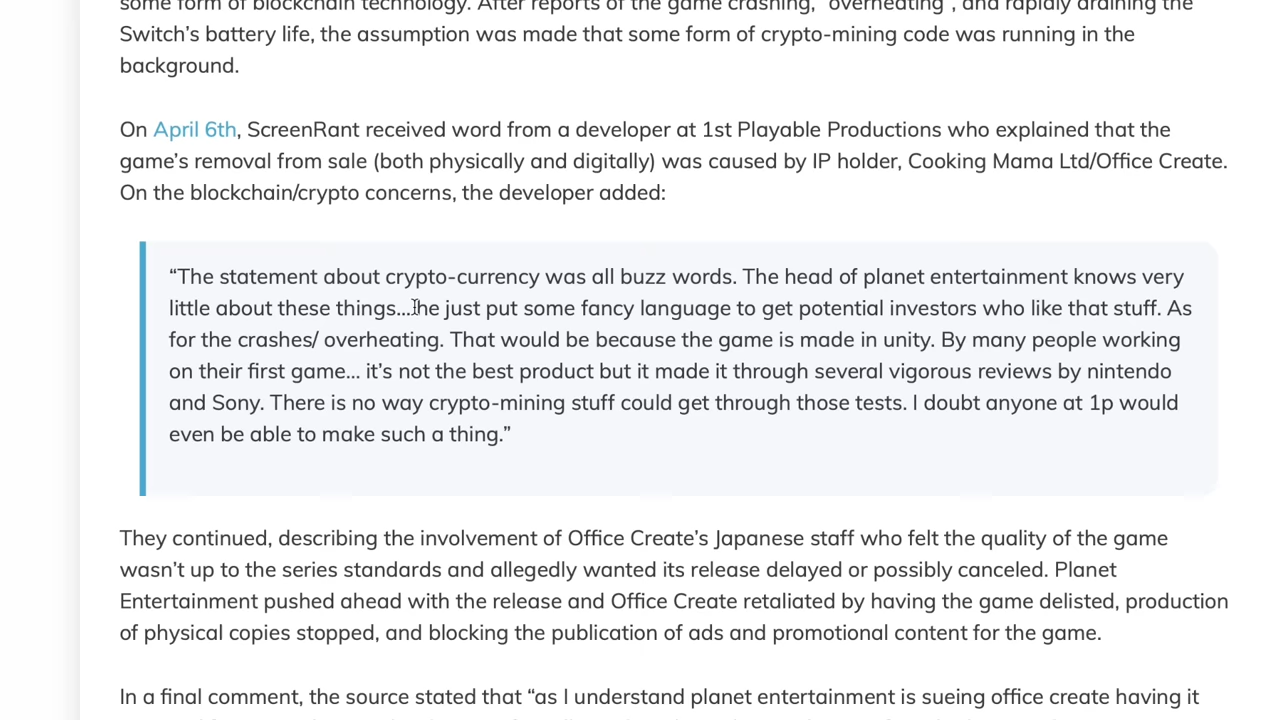 some form of blockchain technology. After reports of the game crashing, "overheating", and rapidly draining the
Switch’s battery life, the assumption was made that some form of crypto-mining code was running in the
background.
On April 6th, ScreenRant received word from a developer at 1st Playable Productions who explained that the
game’s removal from sale (both physically and digitally) was caused by IP holder, Cooking Mama Ltd/Office Create.
On the blockchain/crypto concerns, the developer added:
“The statement about crypto-currency was all buzz words. The head of planet entertainment knows very
little about these things...he just put some fancy language to get potential investors who like that stuff. As
for the crashes/ overheating. That would be because the game is made in unity. By many people working
on their first game... it’s not the best product but it made it through several vigorous reviews by nintendo
and Sony. There is no way crypto-mining stuff could get through those tests. I doubt anyone at 1p would
even be able to make such a thing.”
They continued, describing the involvement of Office Create’s Japanese staff who felt the quality of the game
wasn’t up to the series standards and allegedly wanted its release delayed or possibly canceled. Planet
Entertainment pushed ahead with the release and Office Create retaliated by having the game delisted, production
of physical copies stopped, and blocking the publication of ads and promotional content for the game.
In a final comment, the source stated that “as I understand planet entertainment is sueing office create having it